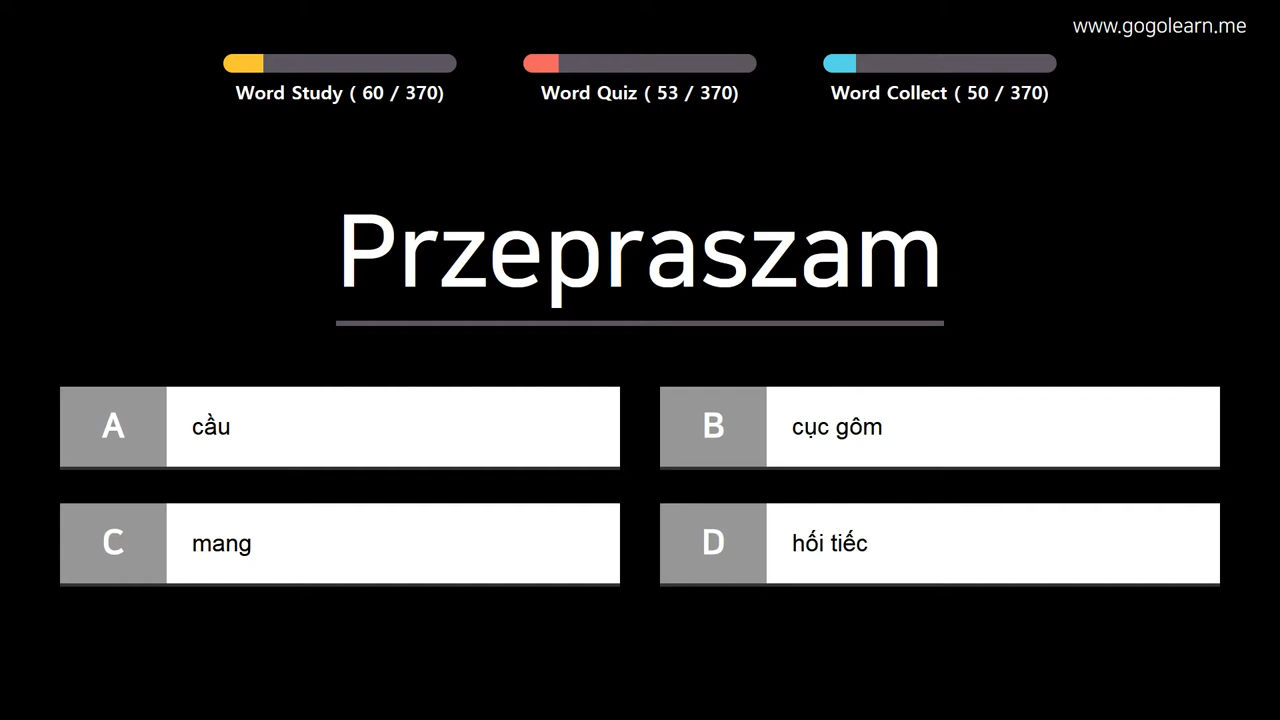 www.gogolearn.me
Word Study ( 60 / 370)
Word Quiz ( 53 / 370)
Word Collect ( 50 / 370)
Przepraszam
A cầu
B cục gôm
C mang
D hối tiếc